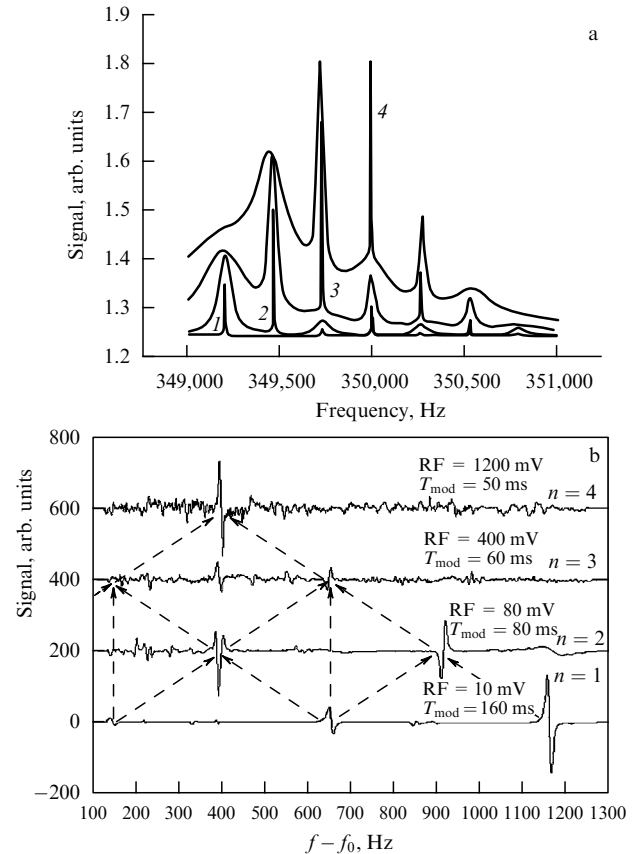 a
1.9
1.8
1.7
1.6
1.5
1.4
1.3
1.2
Signal, arb. units
1
2
3
4
349,000 349,500 350,000 350,500 351,000
Frequency, Hz
b
800
600
400
200
0
−200
Signal, arb. units
RF = 1200 mV
T_mod = 50 ms
n = 4
RF = 400 mV
T_mod = 60 ms
n = 3
RF = 80 mV
T_mod = 80 ms
n = 2
n = 1
RF = 10 mV
T_mod = 160 ms
100 200 300 400 500 600 700 800 900 1000 1100 1200 1300
f − f₀, Hz